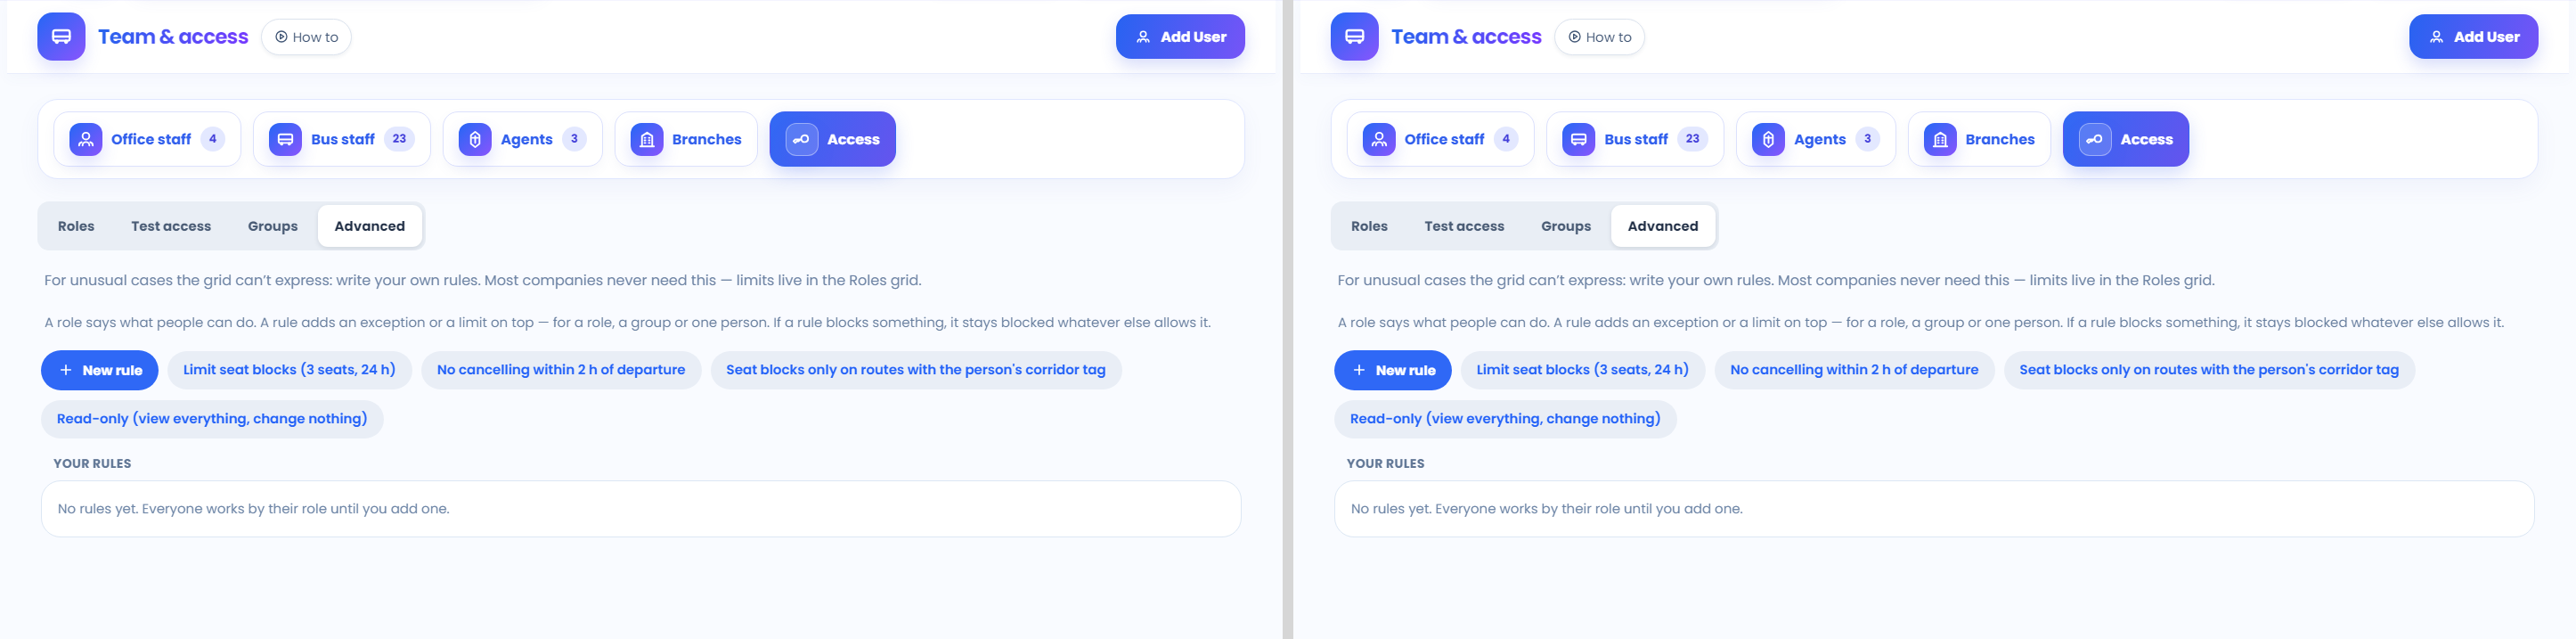 Team & access How to Add User
Office staff 4 Bus staff 23 Agents 3 Branches Access
Roles Test access Groups Advanced
For unusual cases the grid can’t express: write your own rules. Most companies never need this — limits live in the Roles grid.
A role says what people can do. A rule adds an exception or a limit on top — for a role, a group or one person. If a rule blocks something, it stays blocked whatever else allows it.
+ New rule Limit seat blocks (3 seats, 24 h) No cancelling within 2 h of departure Seat blocks only on routes with the person's corridor tag
Read-only (view everything, change nothing)
YOUR RULES
No rules yet. Everyone works by their role until you add one.
Team & access How to Add User
Office staff 4 Bus staff 23 Agents 3 Branches Access
Roles Test access Groups Advanced
For unusual cases the grid can’t express: write your own rules. Most companies never need this — limits live in the Roles grid.
A role says what people can do. A rule adds an exception or a limit on top — for a role, a group or one person. If a rule blocks something, it stays blocked whatever else allows it.
+ New rule Limit seat blocks (3 seats, 24 h) No cancelling within 2 h of departure Seat blocks only on routes with the person's corridor tag
Read-only (view everything, change nothing)
YOUR RULES
No rules yet. Everyone works by their role until you add one.